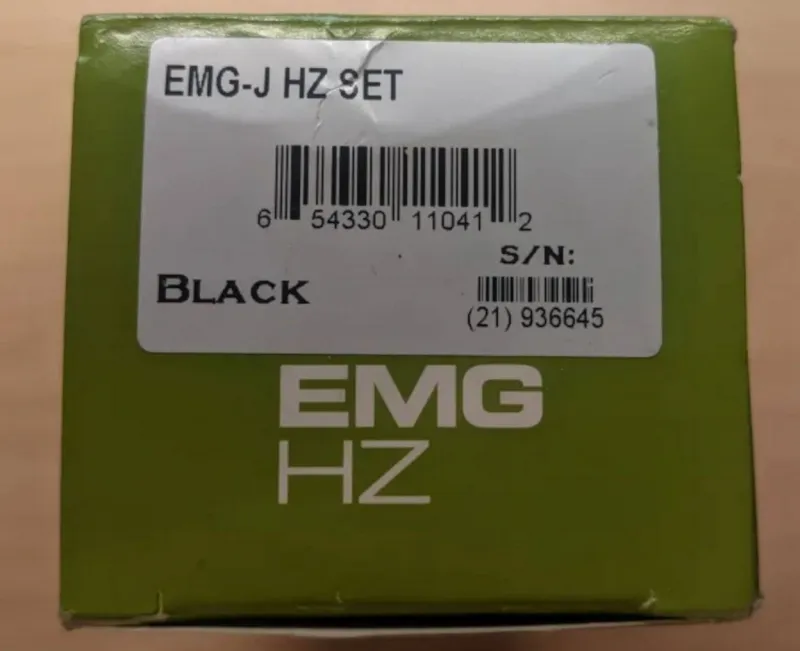 EMG-J HZ SET
6 54330 11041 2
S/N:
BLACK
(21) 936645
EMG
HZ